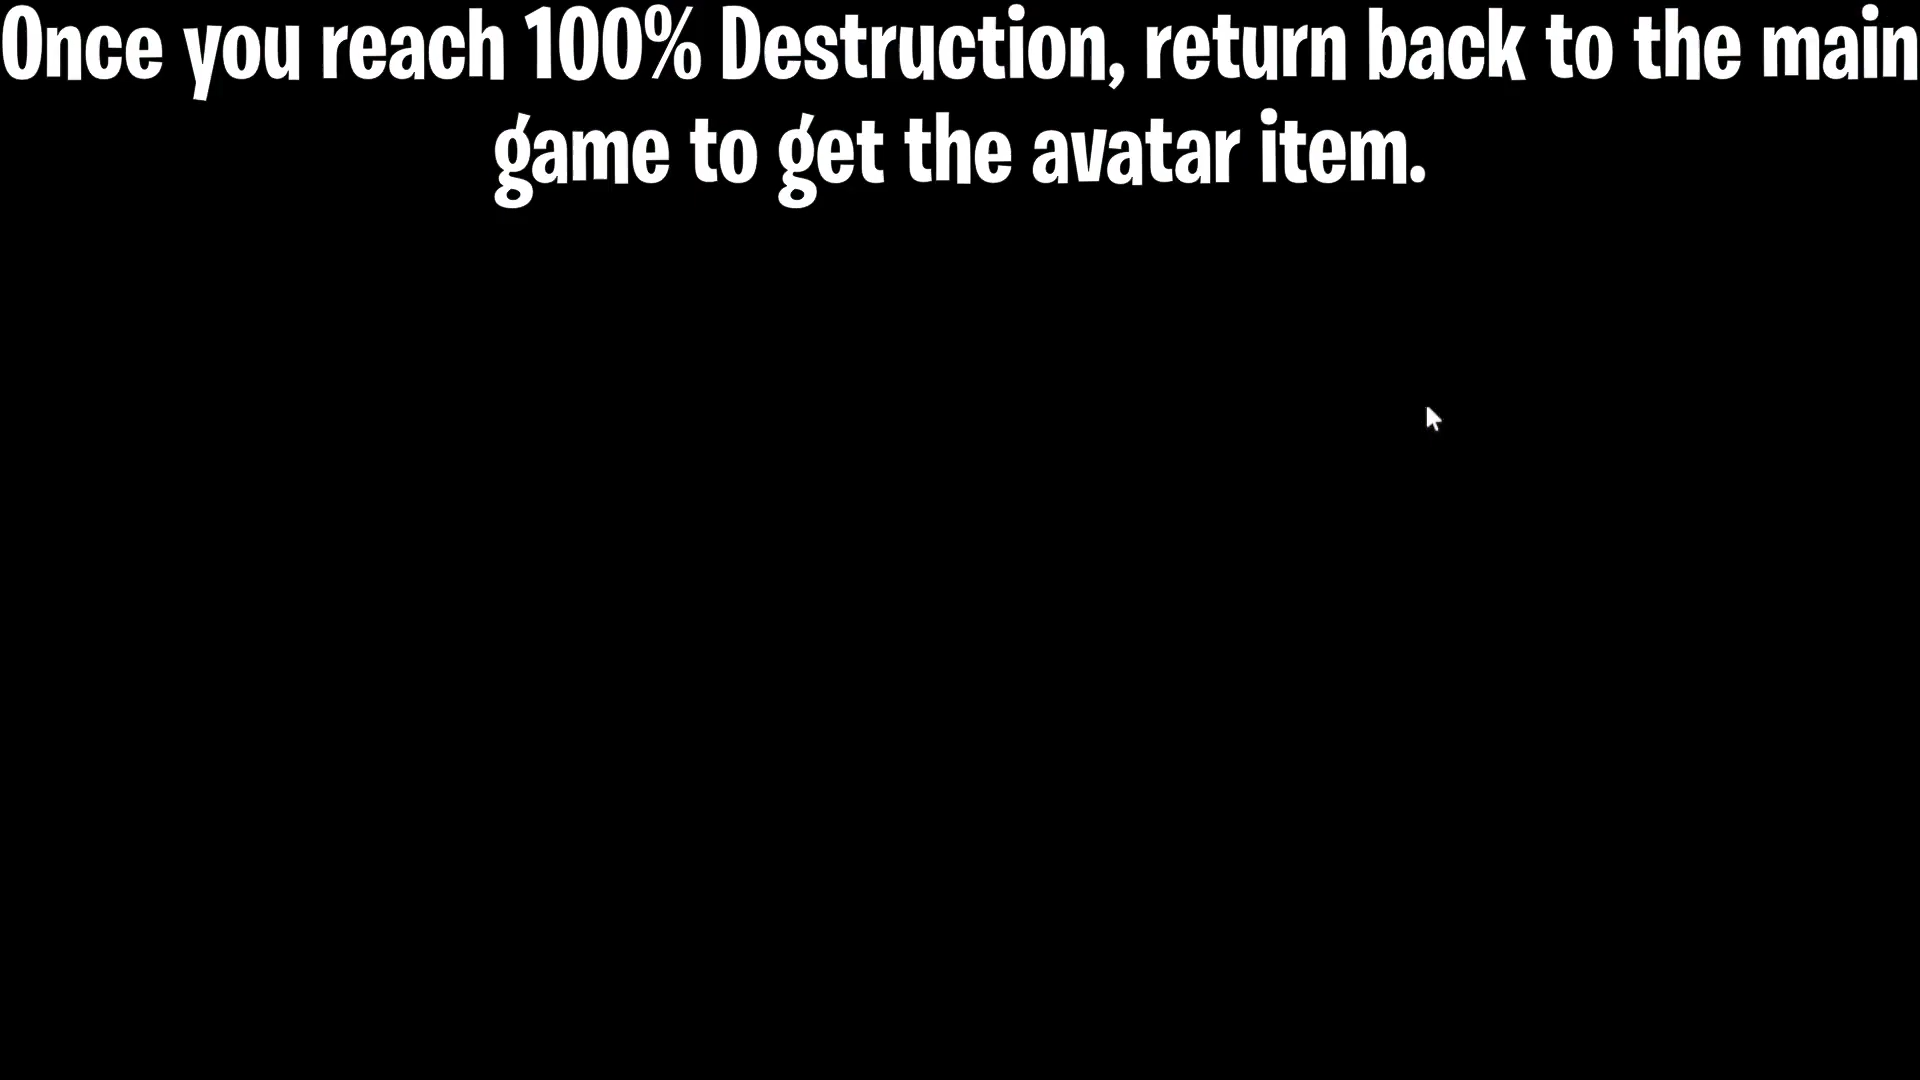 Once you reach 100% Destruction, return back to the main
game to get the avatar item.